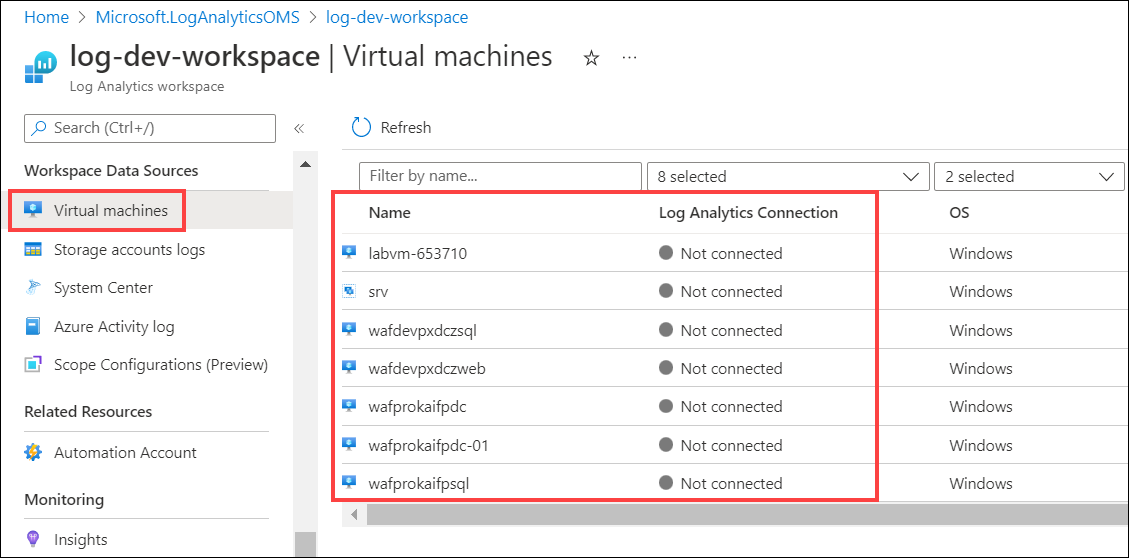 Home > Microsoft.LogAnalyticsOMS > log-dev-workspace
log-dev-workspace | Virtual machines ☆ ...
Log Analytics workspace
Search (Ctrl+/) «
Workspace Data Sources
Virtual machines
Storage accounts logs
System Center
Azure Activity log
Scope Configurations (Preview)
Related Resources
Automation Account
Monitoring
Insights
Refresh
Filter by name... 8 selected 2 selected
Name Log Analytics Connection OS
labvm-653710 Not connected Windows
srv Not connected Windows
wafdevpxdczsql Not connected Windows
wafdevpxdczweb Not connected Windows
wafprokaifpdc Not connected Windows
wafprokaifpdc-01 Not connected Windows
wafprokaifpsql Not connected Windows